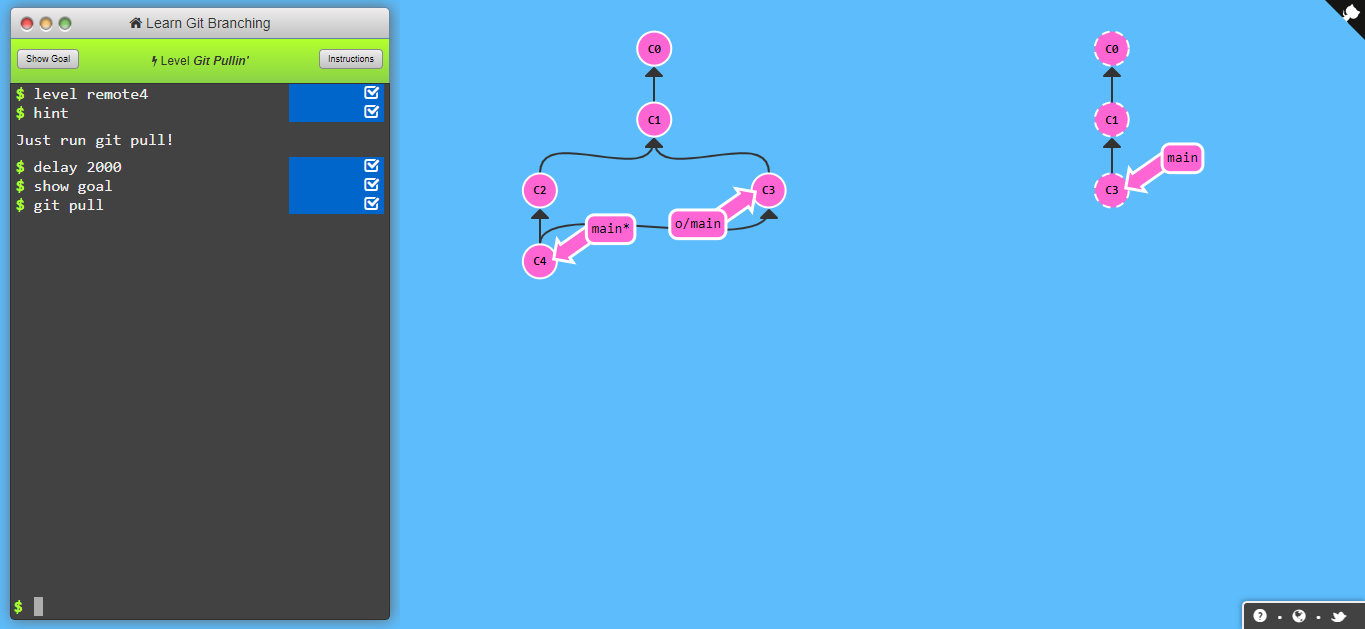 Learn Git Branching
Show Goal
Level Git Pullin'
Instructions
$ level remote4
$ hint
Just run git pull!
$ delay 2000
$ show goal
$ git pull
$
C0
C1
C2
C3
main*
o/main
C4
C0
C1
main
C3
?